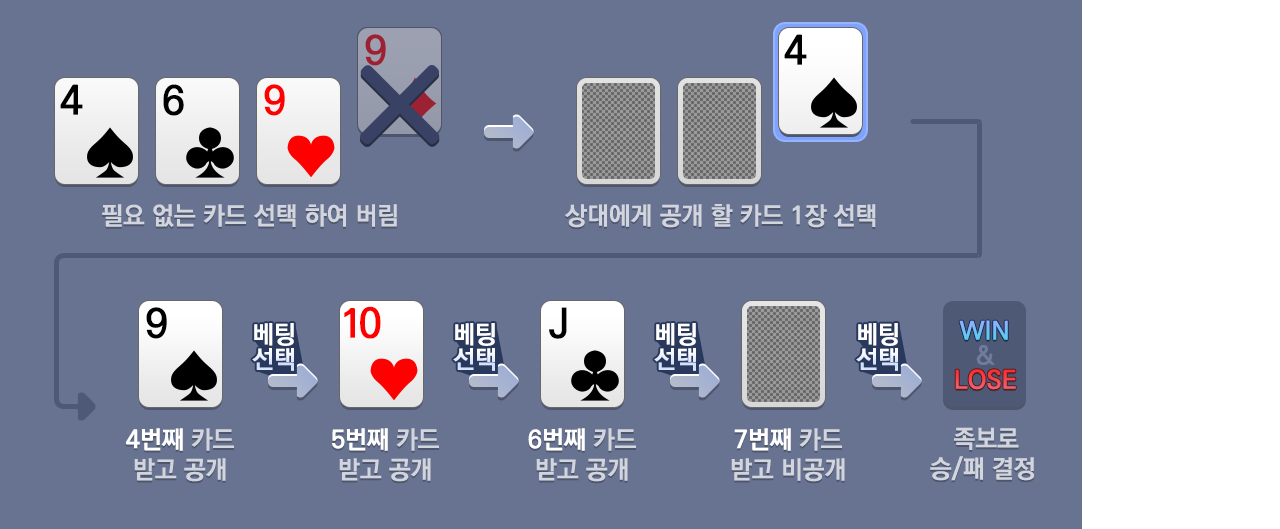 4
6
9
9
4
필요 없는 카드 선택 하여 버림
상대에게 공개 할 카드 1장 선택
9
베팅
선택
10
베팅
선택
J
베팅
선택
베팅
선택
WIN
&
LOSE
4번째 카드
받고 공개
5번째 카드
받고 공개
6번째 카드
받고 공개
7번째 카드
받고 비공개
족보로
승/패 결정